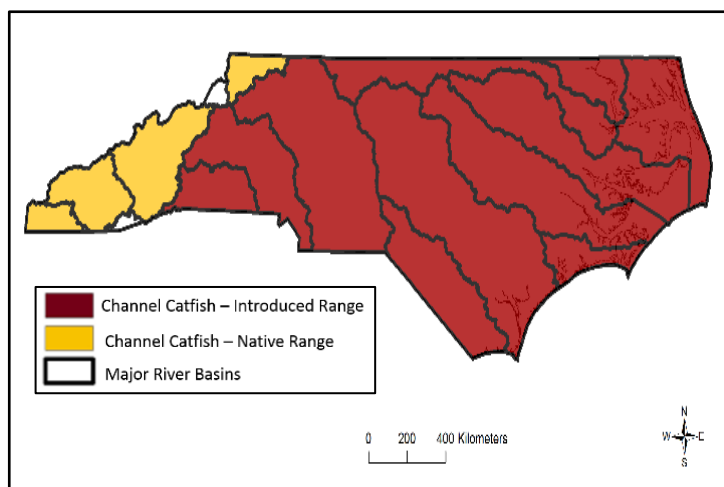 Channel Catfish – Introduced Range
Channel Catfish – Native Range
Major River Basins
0 200 400 Kilometers
N
W E
S